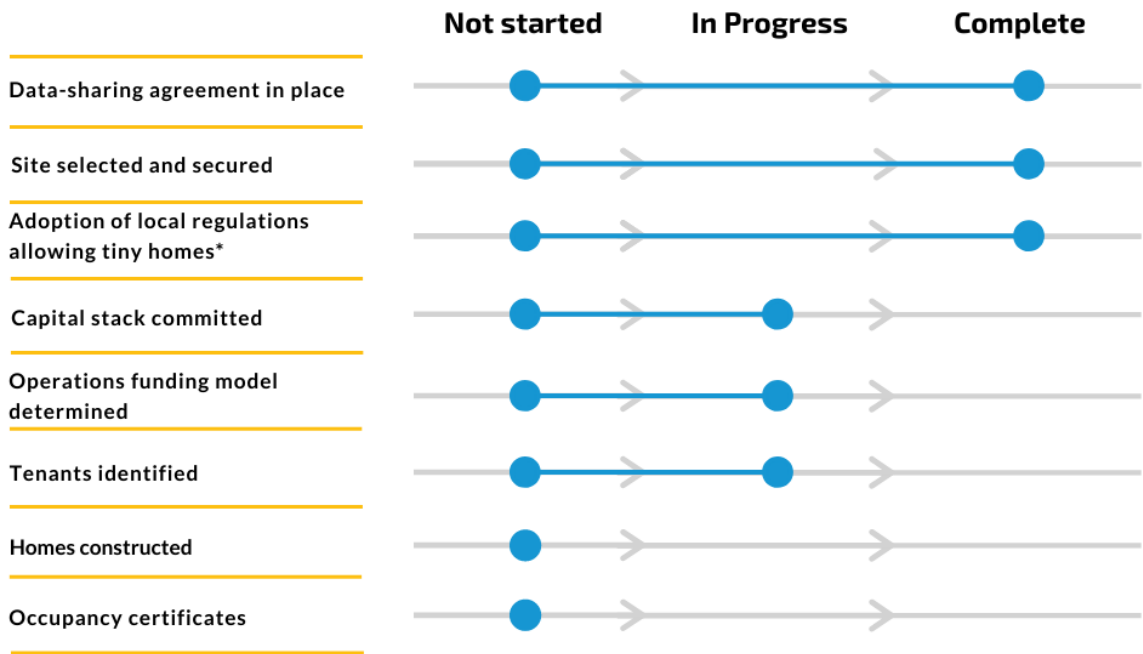 Not started In Progress Complete
Data-sharing agreement in place
Site selected and secured
Adoption of local regulations
allowing tiny homes*
Capital stack committed
Operations funding model
determined
Tenants identified
Homes constructed
Occupancy certificates